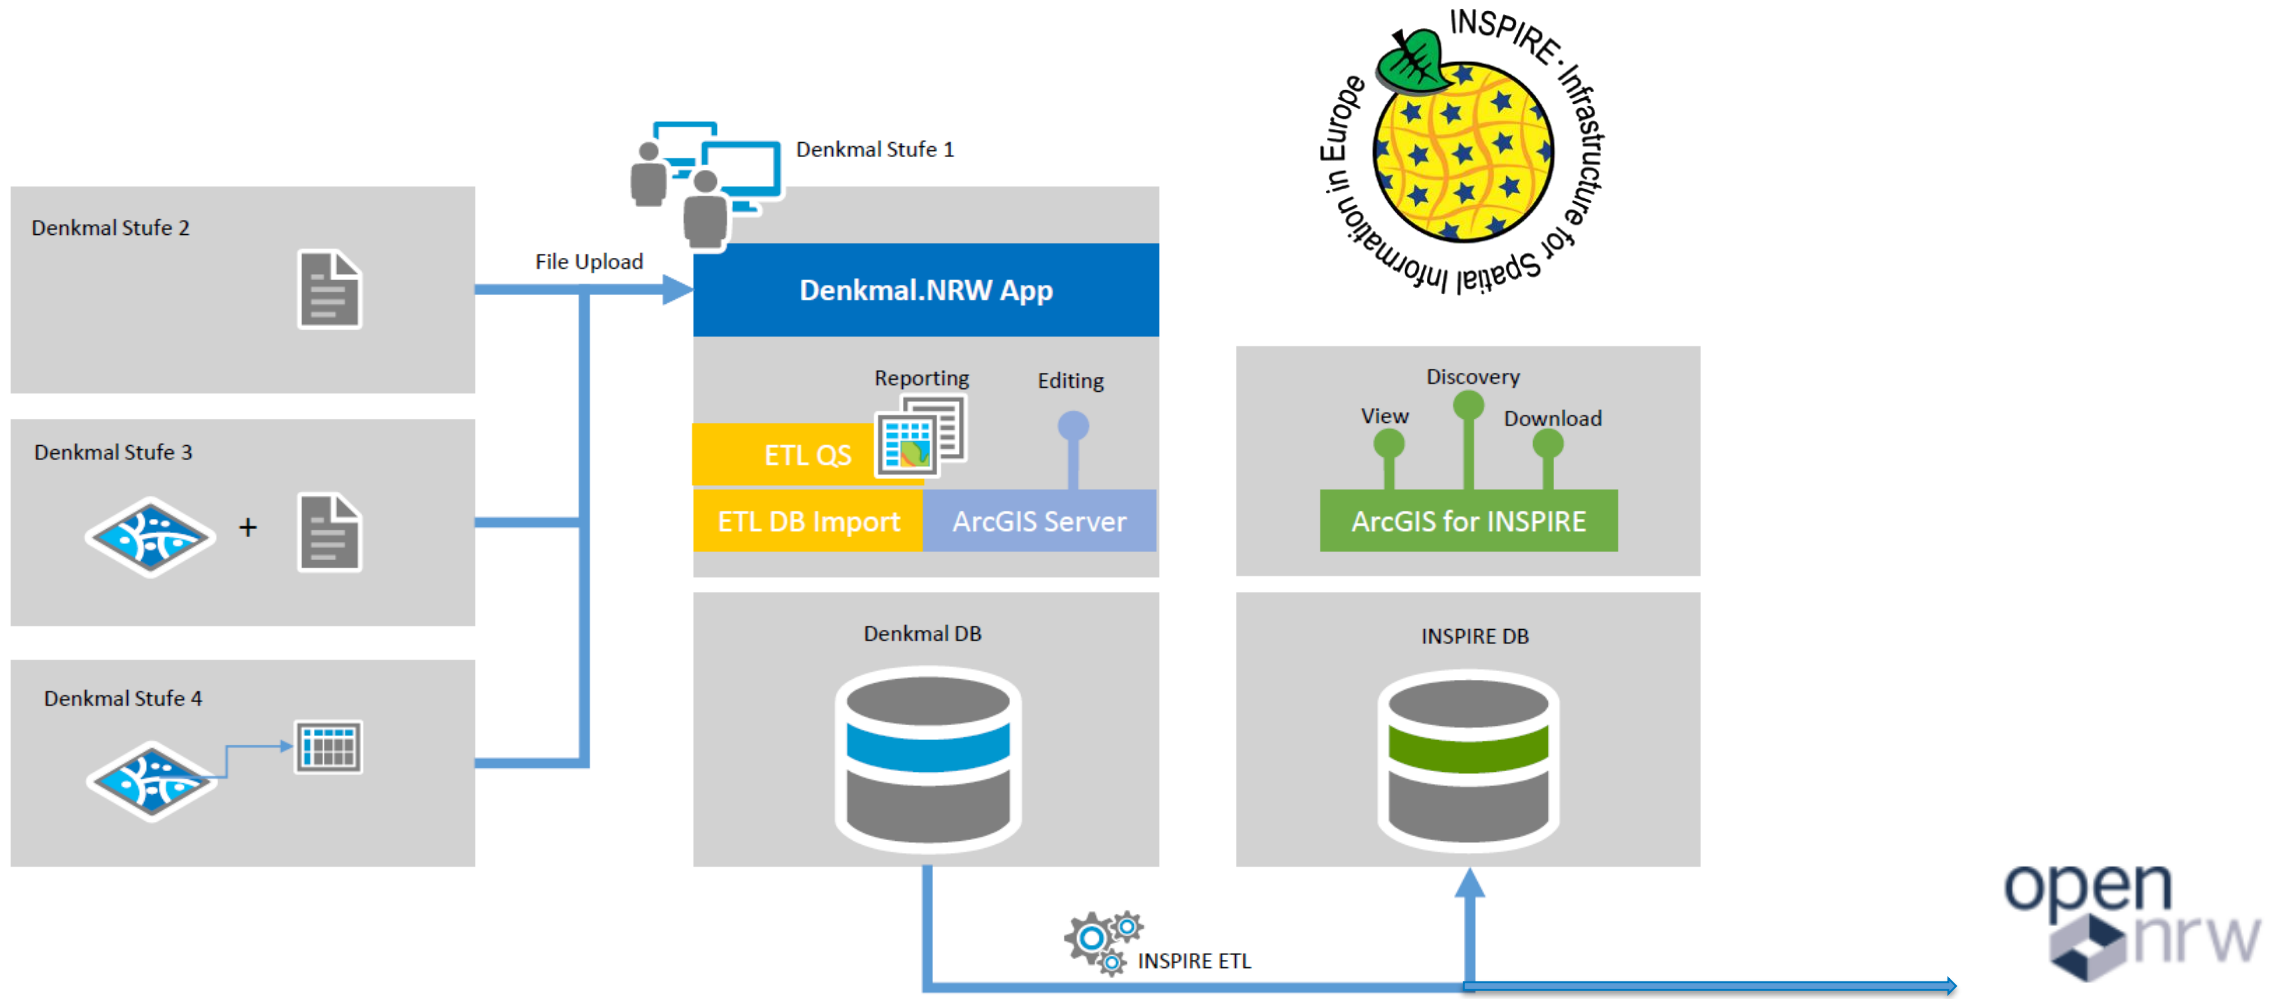 INSPIRE · Infrastructure for Spatial Information in Europe
Denkmal Stufe 1
Denkmal Stufe 2
File Upload
Denkmal.NRW App
Reporting
Editing
Discovery
View
Download
Denkmal Stufe 3
+
ETL QS
ETL DB Import
ArcGIS Server
ArcGIS for INSPIRE
Denkmal DB
INSPIRE DB
Denkmal Stufe 4
INSPIRE ETL
open
nrw